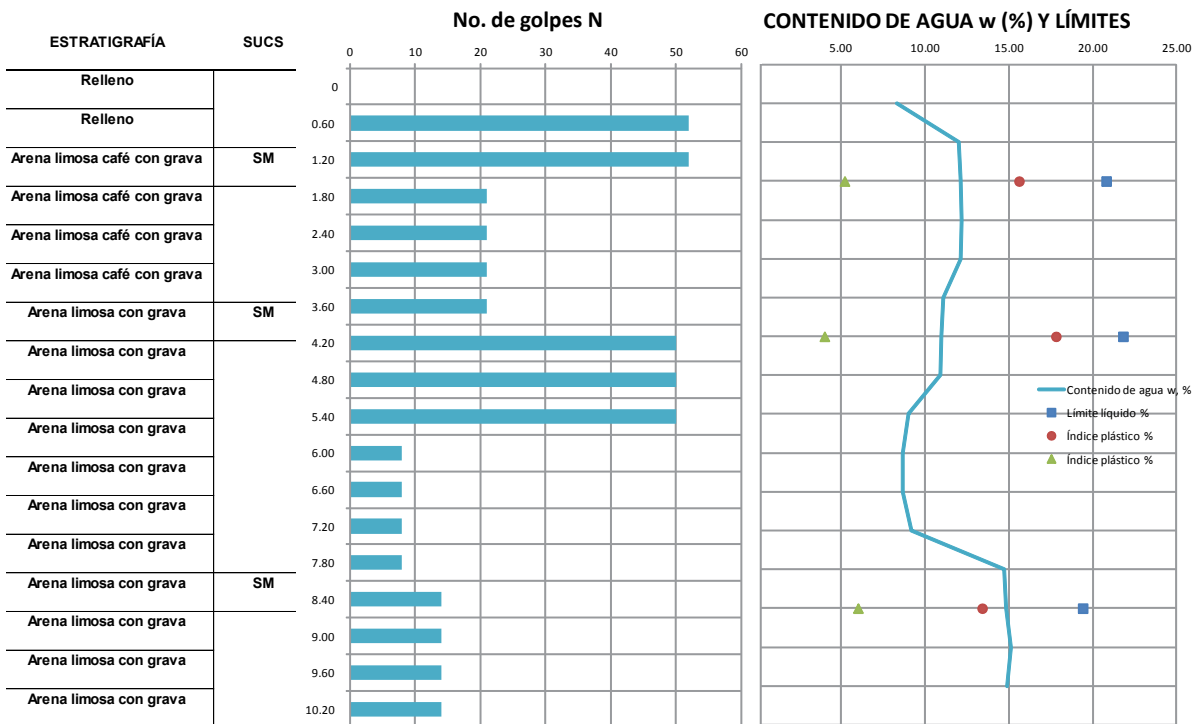 No. de golpes N
CONTENIDO DE AGUA w (%) Y LÍMITES
ESTRATIGRAFÍA SUCS
0 10 20 30 40 50 60
5.00 10.00 15.00 20.00 25.00
Relleno
0
Relleno
0.60
Arena limosa café con grava SM
1.20
Arena limosa café con grava
1.80
Arena limosa café con grava
2.40
Arena limosa café con grava
3.00
Arena limosa con grava SM
3.60
Arena limosa con grava
4.20
Arena limosa con grava
4.80
Arena limosa con grava
5.40
Arena limosa con grava
6.00
Arena limosa con grava
6.60
Arena limosa con grava
7.20
Arena limosa con grava SM
7.80
Arena limosa con grava
8.40
Arena limosa con grava
9.00
Arena limosa con grava
9.60
10.20
Contenido de agua w, %
Límite líquido %
Índice plástico %
Índice plástico %